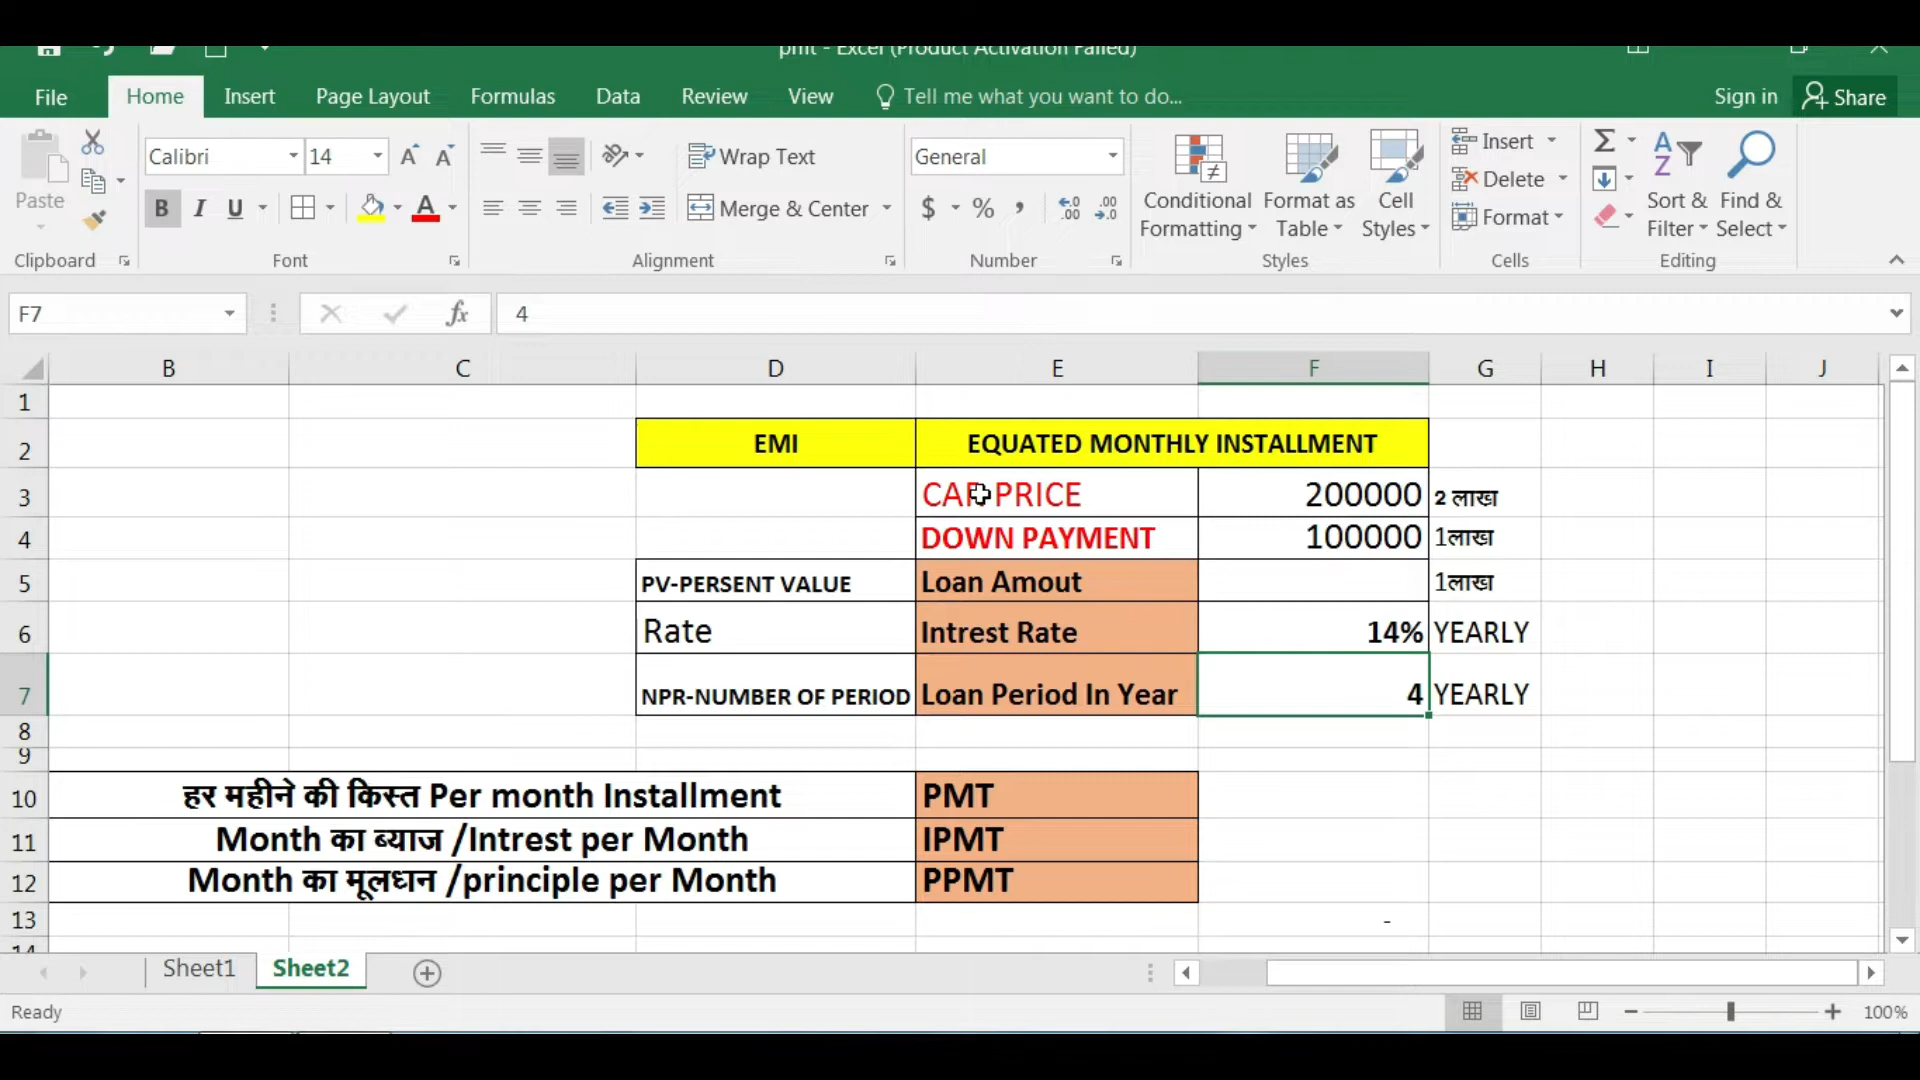 pmt - Excel (Product Activation Failed)
File Home Insert Page Layout Formulas Data Review View Tell me what you want to do... Sign in Share
Paste Calibri 14 Wrap Text General Conditional Formatting Format as Table Cell Styles Insert Delete Format Sort & Filter Find & Select
B I U A Merge & Center $ % ,
Clipboard Font Alignment Number Styles Cells Editing
F7 fx 4
B C D E F G H I J
1
2 EMI EQUATED MONTHLY INSTALLMENT
3 PRICE 200000 2 लाख
4 DOWN PAYMENT 100000 1लाख
5 PV-PERSENT VALUE Loan Amout 1लाख
6 Rate Intrest Rate 14% YEARLY
7 NPR-NUMBER OF PERIOD Loan Period In Year 4 YEARLY
8
9
10 हर महीने की किस्त Per month Installment PMT
11 Month का ब्याज /Intrest per Month IPMT
12 Month का मूलधन /principle per Month PPMT
13 -
14
Sheet1 Sheet2
Ready 100%